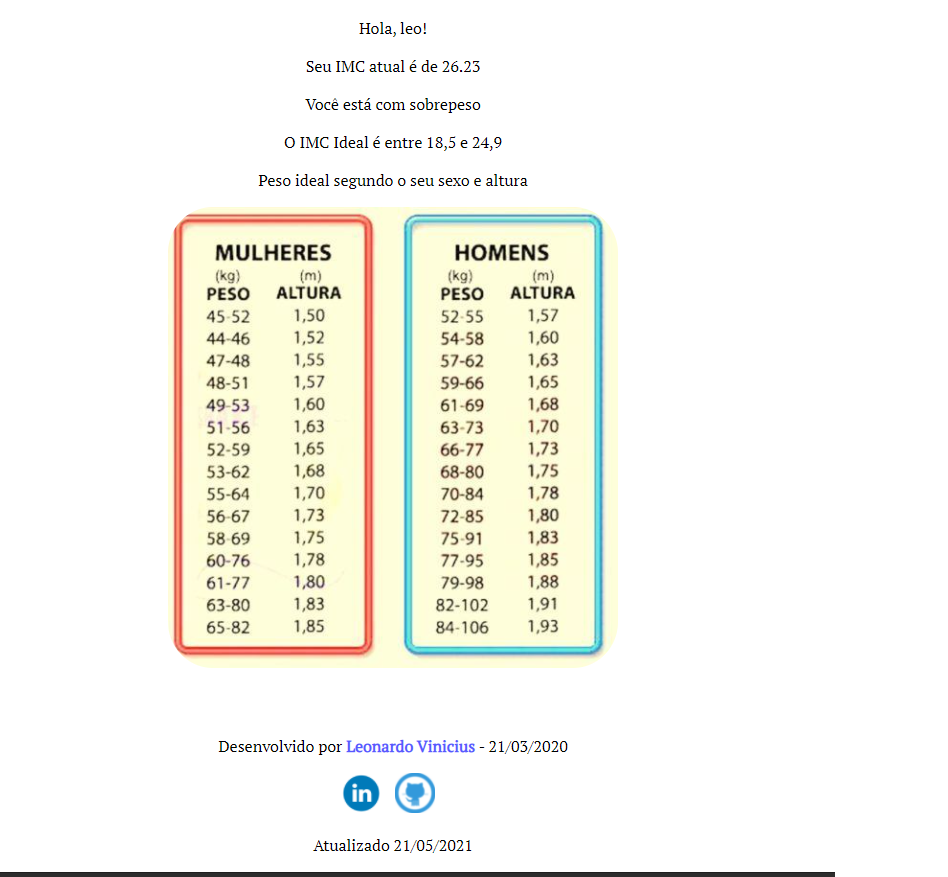 Hola, leo!
Seu IMC atual é de 26.23
Você está com sobrepeso
O IMC Ideal é entre 18,5 e 24,9
Peso ideal segundo o seu sexo e altura
MULHERES
(kg) (m)
PESO ALTURA
45-52 1,50
44-46 1,52
47-48 1,55
48-51 1,57
49-53 1,60
51-56 1,63
52-59 1,65
53-62 1,68
55-64 1,70
56-67 1,73
58-69 1,75
60-76 1,78
61-77 1,80
63-80 1,83
65-82 1,85
HOMENS
(kg) (m)
PESO ALTURA
52-55 1,57
54-58 1,60
57-62 1,63
59-66 1,65
61-69 1,68
63-73 1,70
66-77 1,73
68-80 1,75
70-84 1,78
72-85 1,80
75-91 1,83
77-95 1,85
79-98 1,88
82-102 1,91
84-106 1,93
Desenvolvido por Leonardo Vinicius - 21/03/2020
in
Atualizado 21/05/2021